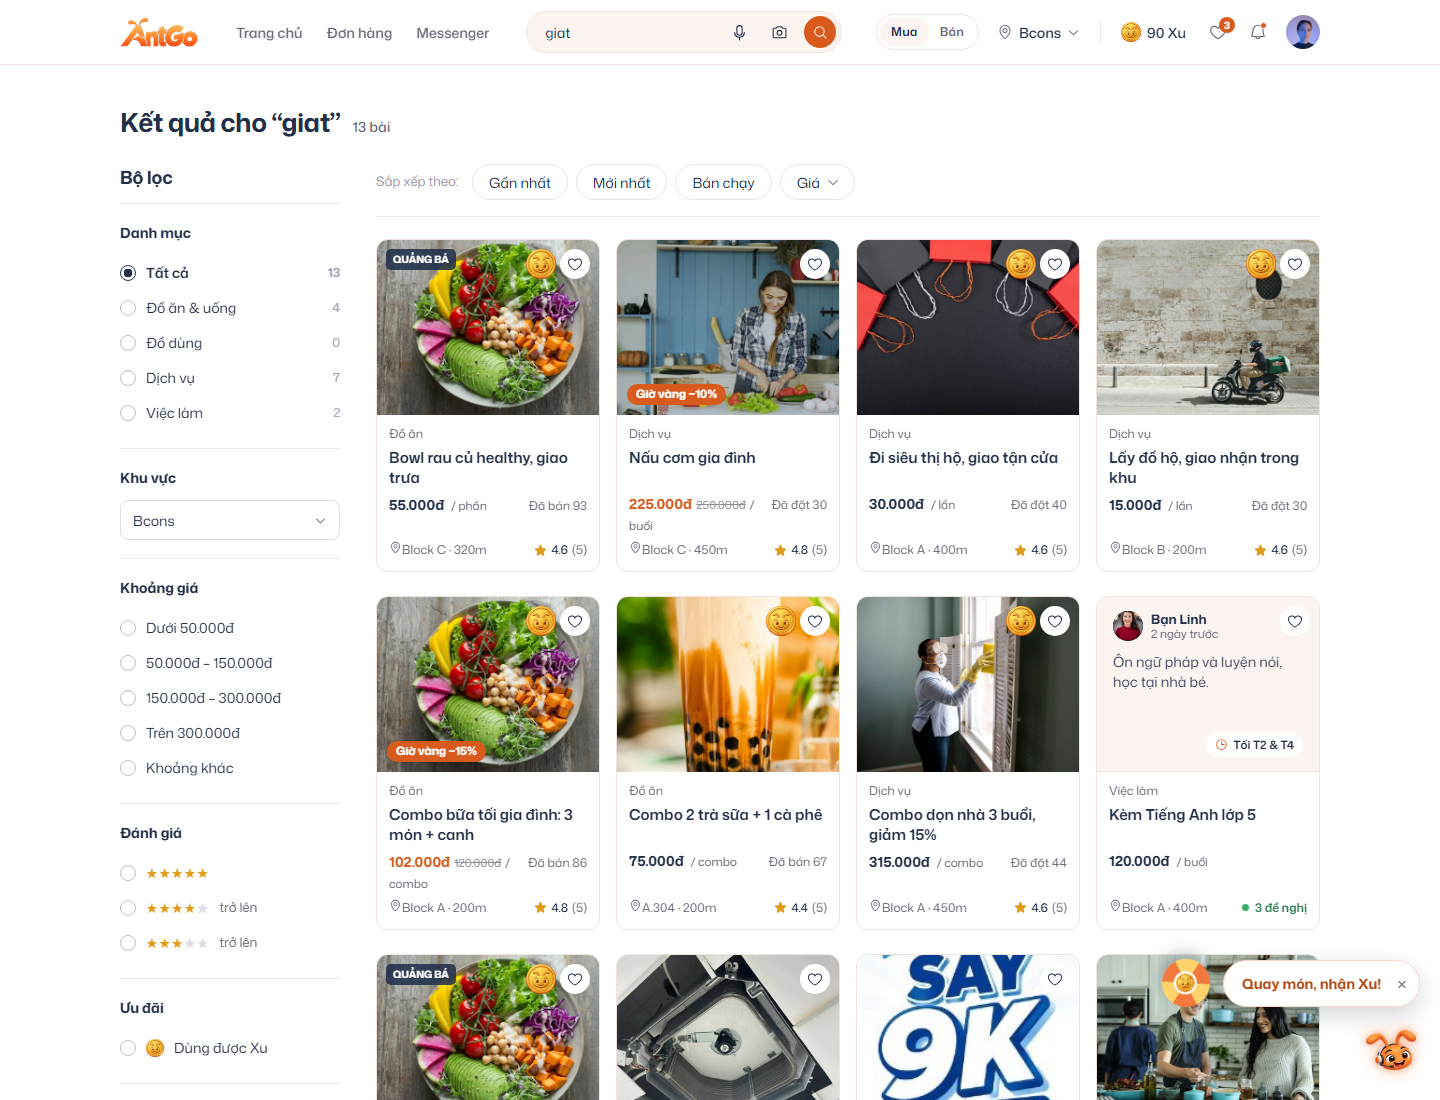 AntGo
Trang chủ
Đơn hàng
Messenger
giat
Mua
Bán
Bcons
90 Xu
3
Kết quả cho “giat”
13 bài
Bộ lọc
Danh mục
Tất cả
13
Đồ ăn & uống
4
Đồ dùng
0
Dịch vụ
7
Việc làm
2
Khu vực
Bcons
Khoảng giá
Dưới 50.000đ
50.000đ – 150.000đ
150.000đ – 300.000đ
Trên 300.000đ
Khoảng khác
Đánh giá
trở lên
trở lên
Ưu đãi
Dùng được Xu
Sắp xếp theo:
Gần nhất
Mới nhất
Bán chạy
Giá
QUẢNG BÁ
Đồ ăn
Bowl rau củ healthy, giao
trưa
55.000đ / phần
Đã bán 93
Block C · 320m
4.6 (5)
Giờ vàng −10%
Dịch vụ
Nấu cơm gia đình
225.000đ 250.000đ /
buổi
Đã đặt 30
Block C · 450m
4.8 (5)
Dịch vụ
Đi siêu thị hộ, giao tận cửa
30.000đ / lần
Đã đặt 40
Block A · 400m
4.6 (5)
Dịch vụ
Lấy đồ hộ, giao nhận trong
khu
15.000đ / lần
Đã đặt 30
Block B · 200m
4.6 (5)
Giờ vàng −15%
Đồ ăn
Combo bữa tối gia đình: 3
món + canh
102.000đ 120.000đ /
combo
Đã bán 86
Block A · 200m
4.8 (5)
Đồ ăn
Combo 2 trà sữa + 1 cà phê
75.000đ / combo
Đã bán 67
A.304 · 200m
4.4 (5)
Dịch vụ
Combo dọn nhà 3 buổi,
giảm 15%
315.000đ / combo
Đã đặt 44
Block A · 450m
4.6 (5)
Bạn Linh
2 ngày trước
Ôn ngữ pháp và luyện nói,
học tại nhà bé.
Tối T2 & T4
Việc làm
Kèm Tiếng Anh lớp 5
120.000đ / buổi
Block A · 400m
3 đề nghị
QUẢNG BÁ
SAY
9K
Quay món, nhận Xu!